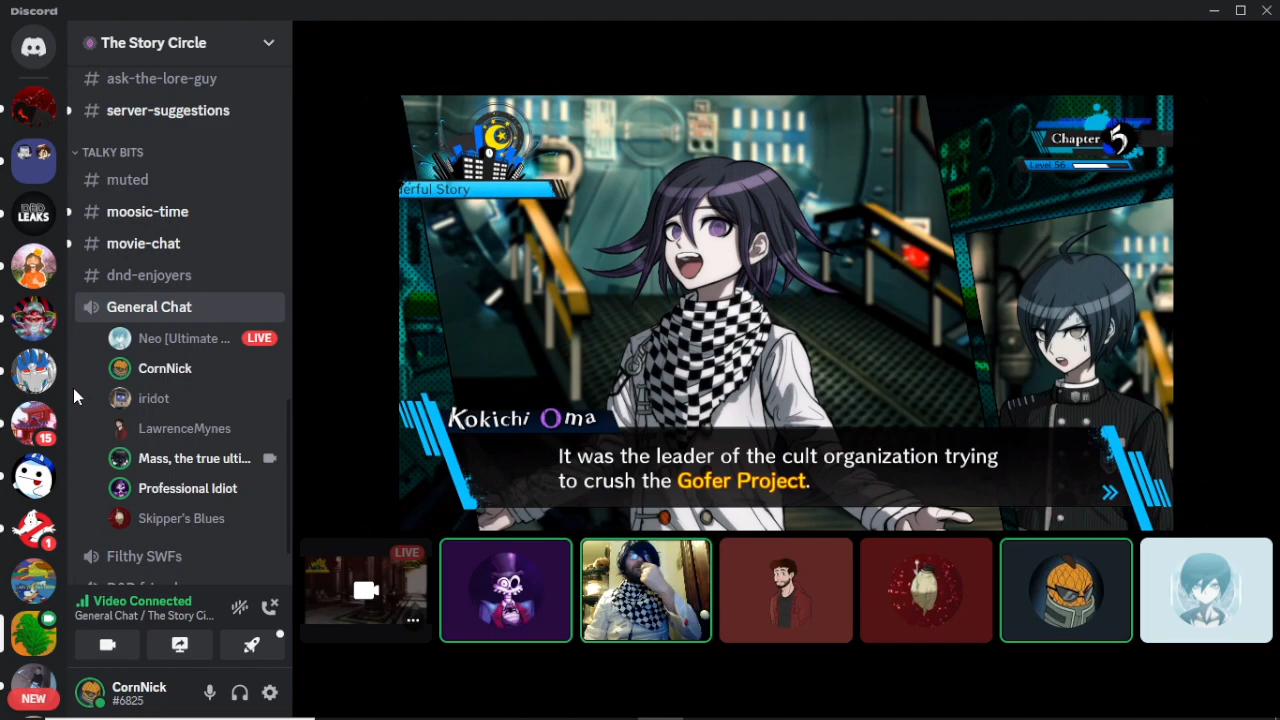 Discord
The Story Circle
# ask-the-lore-guy
# server-suggestions
TALKY BITS
# muted
# moosic-time
# movie-chat
# dnd-enjoyers
General Chat
Neo [Ultimate ... LIVE
CornNick
iridot
LawrenceMynes
Mass, the true ulti...
Professional Idiot
Skipper's Blues
Filthy SWFs
15
1
NEW
Video Connected
General Chat / The Story Ci...
CornNick
#6825
LEAKS
erful Story
Chapter 5
Level 56
Kokichi Oma
It was the leader of the cult organization trying
to crush the Gofer Project.
LIVE